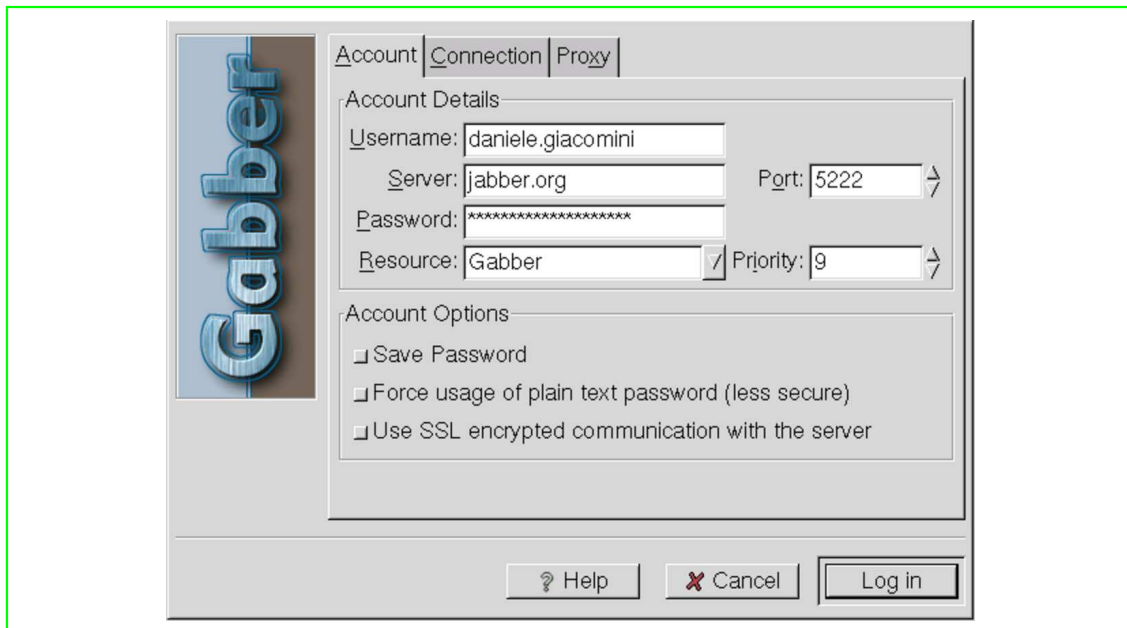 Gabber
Account Connection Proxy
Account Details
Username: daniele.giacomini
Server: jabber.org Port: 5222
Password: ********************
Resource: Gabber Priority: 9
Account Options
Save Password
Force usage of plain text password (less secure)
Use SSL encrypted communication with the server
? Help Cancel Log in